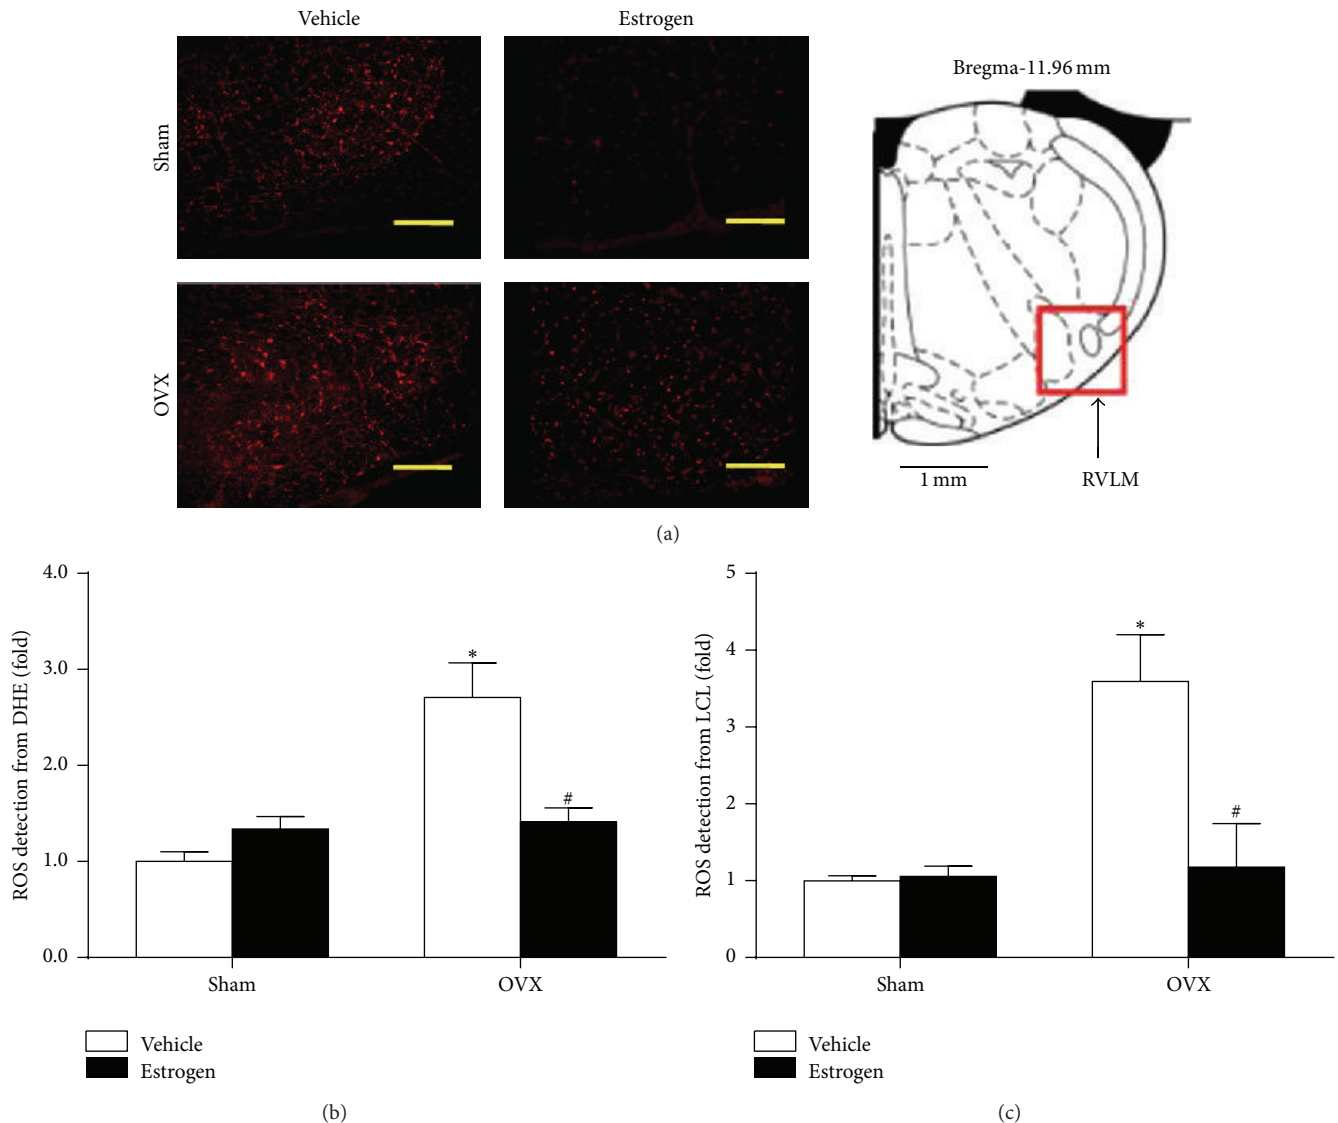 Vehicle
Estrogen
Sham
OVX
Bregma-11.96 mm
1 mm
RVLM
(a)
ROS detection from DHE (fold)
4.0
3.0
2.0
1.0
0.0
*
#
Sham
OVX
Vehicle
Estrogen
(b)
ROS detection from LCL (fold)
5
4
3
2
1
0
*
#
Sham
OVX
Vehicle
Estrogen
(c)